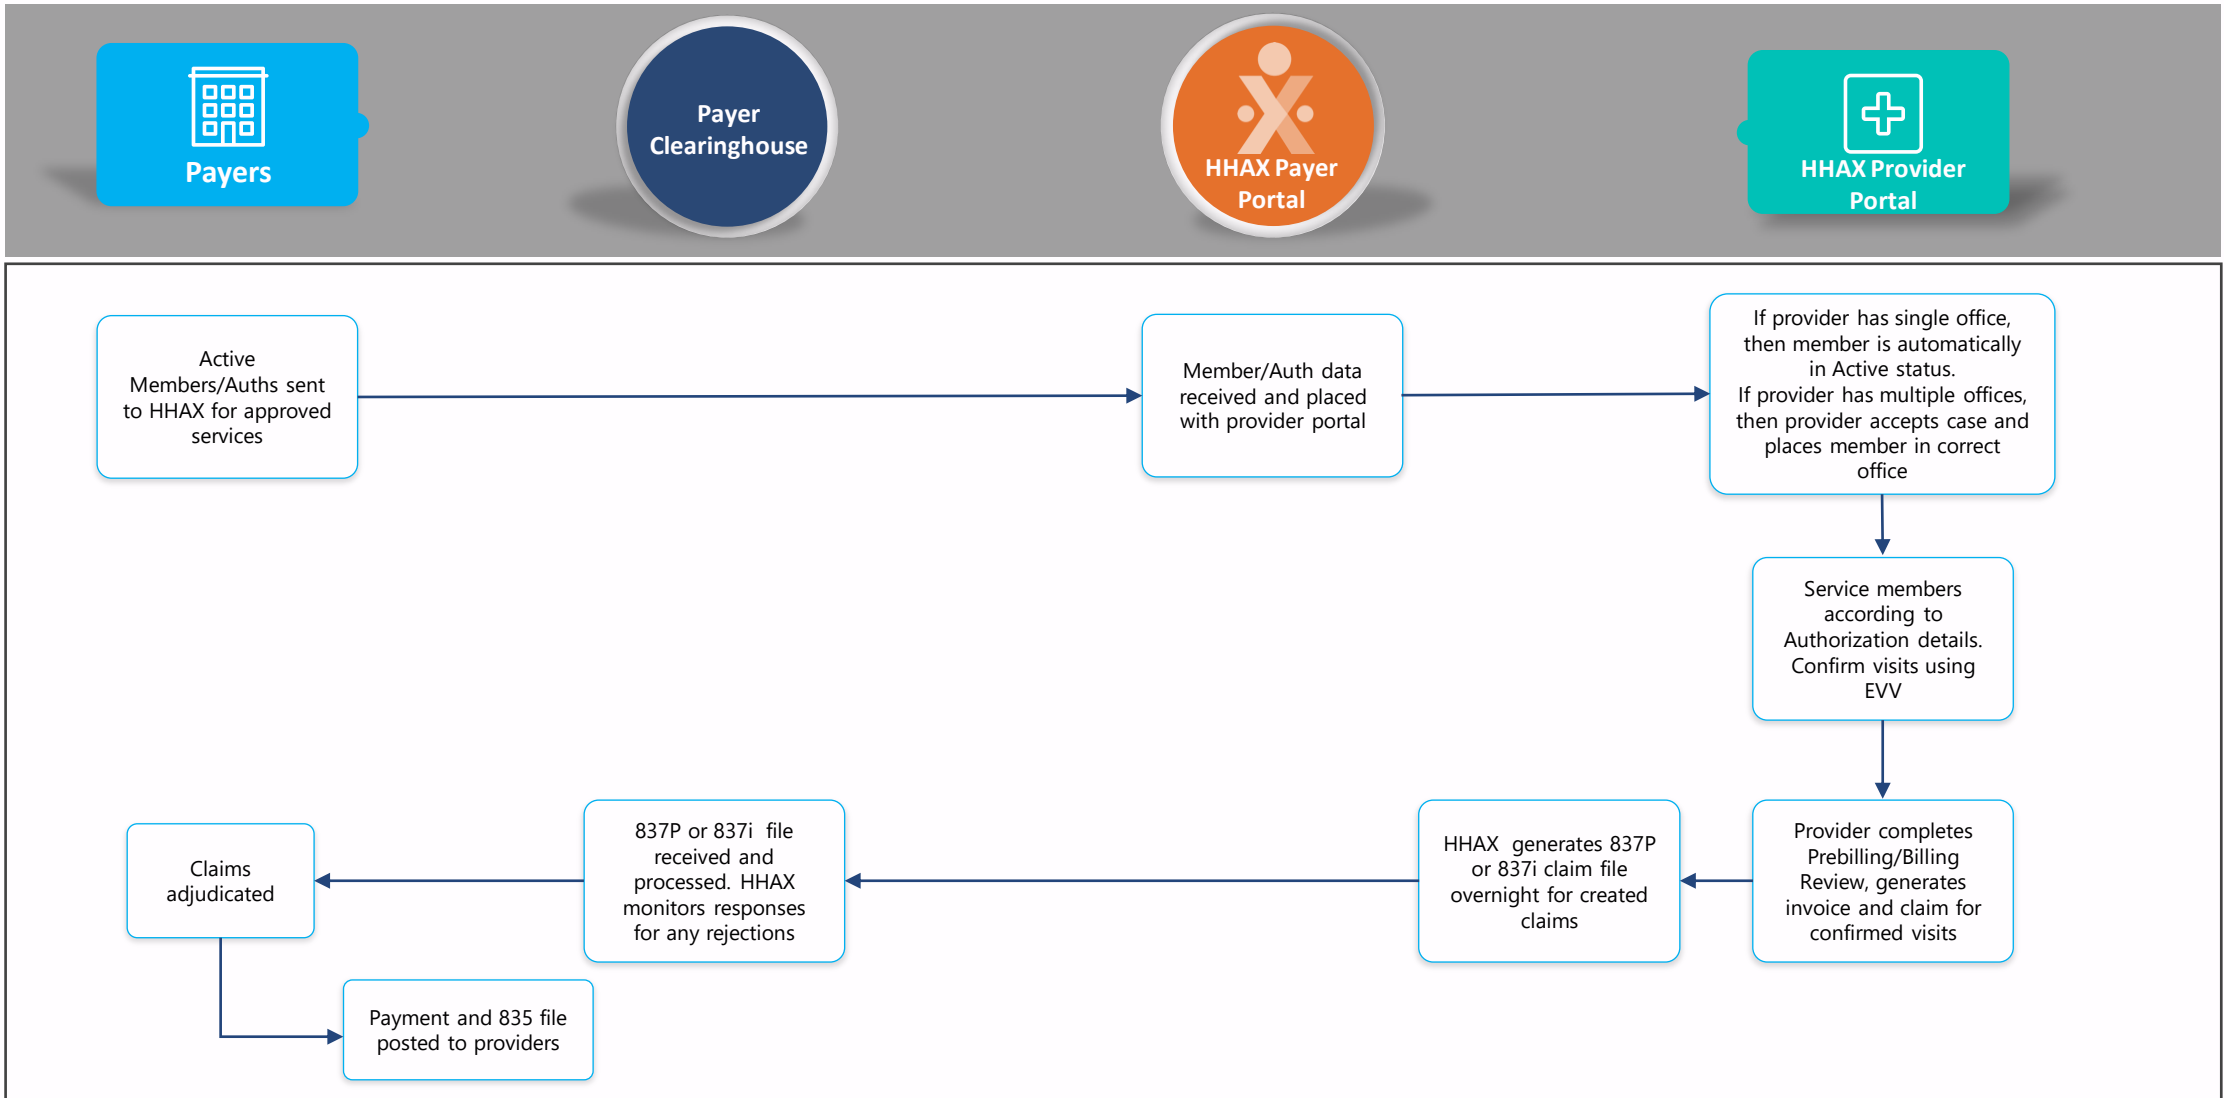 Payers
Payer
Clearinghouse
HHAX Payer
Portal
HHAX Provider
Portal
Active
Members/Auths sent
to HHAX for approved
services
Member/Auth data
received and placed
with provider portal
If provider has single office,
then member is automatically
in Active status.
If provider has multiple offices,
then provider accepts case and
places member in correct
office
Service members
according to
Authorization details.
Confirm visits using
EVV
Provider completes
Prebilling/Billing
Review, generates
invoice and claim for
confirmed visits
HHAX generates 837P
or 837i claim file
overnight for created
claims
837P or 837i file
received and
processed. HHAX
monitors responses
for any rejections
Claims
adjudicated
Payment and 835 file
posted to providers